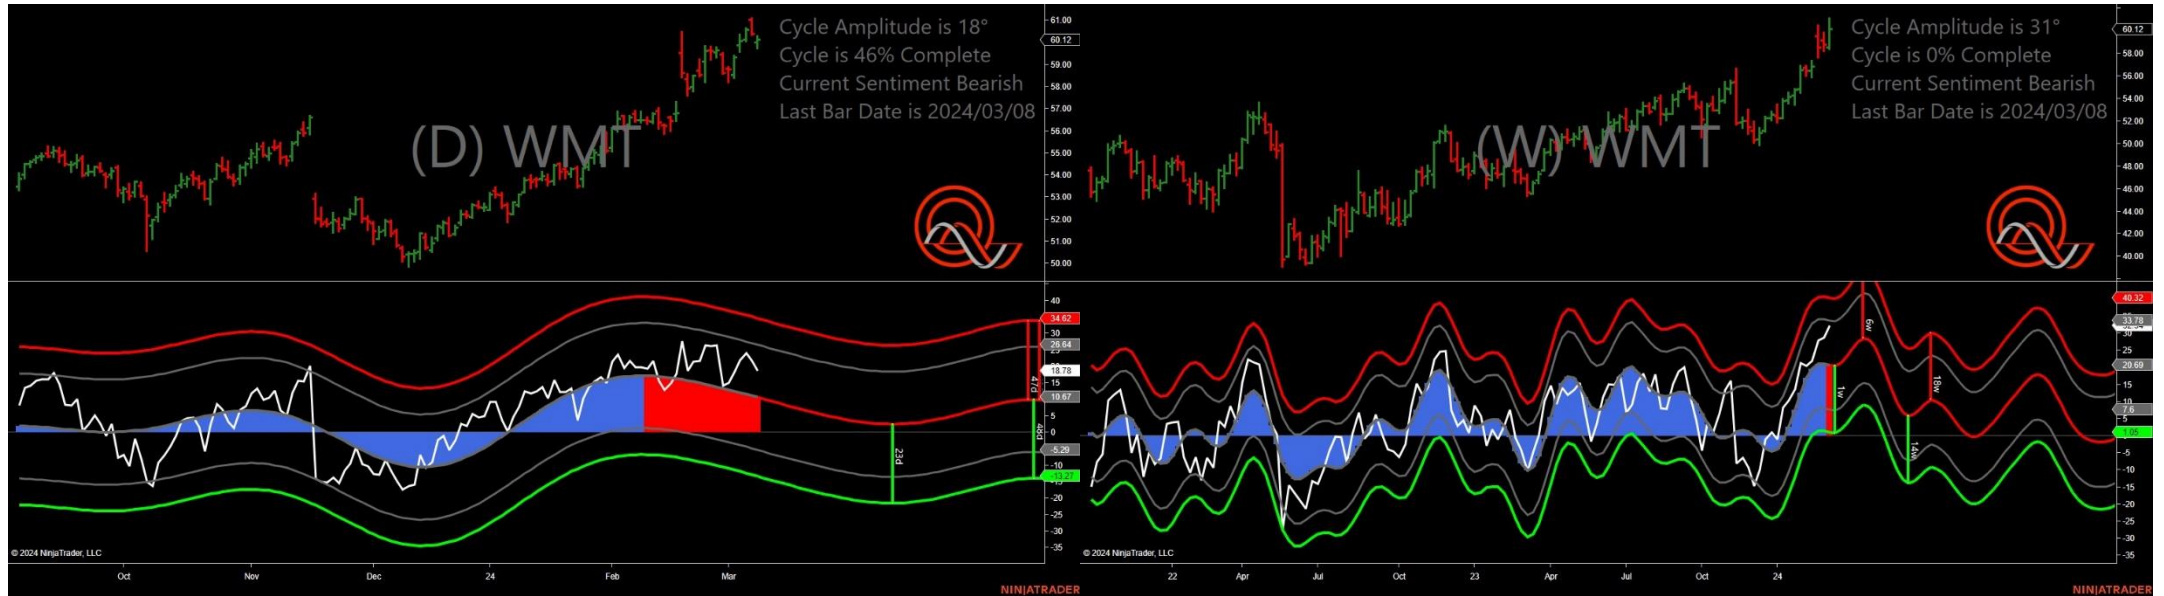 Cycle Amplitude is 18°
Cycle is 46% Complete
Current Sentiment Bearish
Last Bar Date is 2024/03/08
(D) WMT
61.00
60.12
59.00
58.00
57.00
56.00
55.00
54.00
53.00
52.00
51.00
50.00
40
34.62
30
26.64
18.78
15
10.67
5
0
-5.29
-10
-13.27
-20
-25
-30
-35
47d
48d
23d
© 2024 NinjaTrader, LLC
Oct
Nov
Dec
24
Feb
Mar
NINJATRADER
Cycle Amplitude is 31°
Cycle is 0% Complete
Current Sentiment Bearish
Last Bar Date is 2024/03/08
(W) WMT
60.12
58.00
56.00
54.00
52.00
50.00
48.00
46.00
44.00
42.00
40.00
40.32
33.78
30
25
20.69
15
10
7.6
5
1.05
-5
-10
-15
-20
-25
-30
-35
6w
18w
1w
14w
© 2024 NinjaTrader, LLC
22
Apr
Jul
Oct
23
Apr
Jul
Oct
24
NINJATRADER